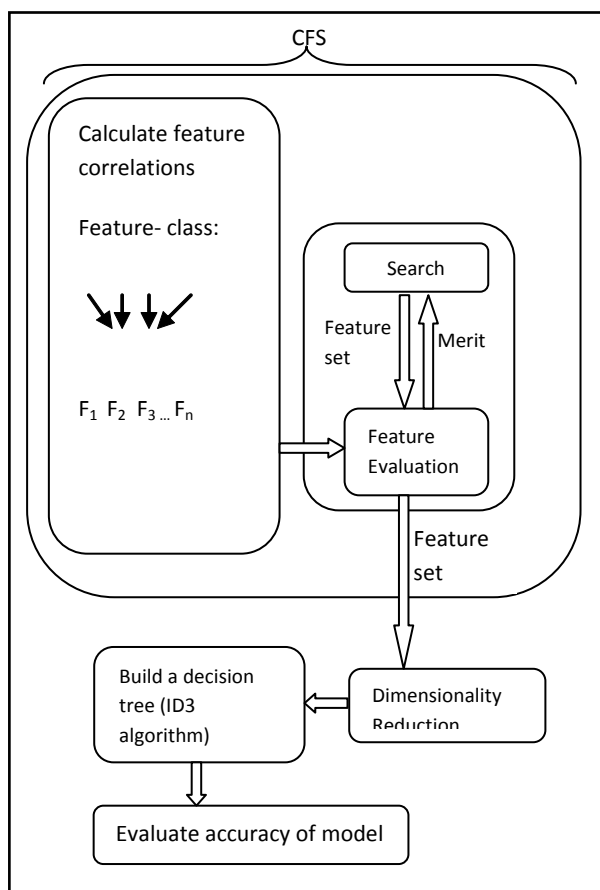 CFS
Calculate feature
correlations
Feature- class:
F₁ F₂ F₃ ... Fₙ
Search
Feature
set
Merit
Feature
Evaluation
Feature
set
Dimensionality
Reduction
Build a decision
tree (ID3
algorithm)
Evaluate accuracy of model